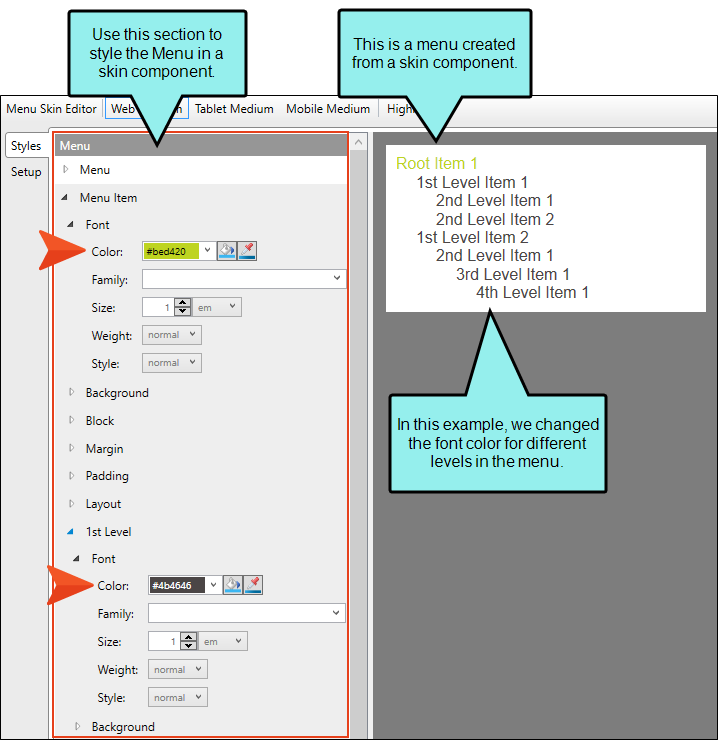 Use this section to
style the Menu in a
skin component.
This is a menu created
from a skin component.
Menu Skin Editor
Tablet Medium
Mobile Medium
Styles
Setup
Menu
Menu
Menu Item
Font
Color: #bed420
Family:
Size: 1 em
Weight: normal
Style: normal
Background
Block
Margin
Padding
Layout
1st Level
Font
Color: #4b4646
Family:
Size: 1 em
Weight: normal
Style: normal
Background
Root Item 1
1st Level Item 1
2nd Level Item 1
2nd Level Item 2
1st Level Item 2
2nd Level Item 1
3rd Level Item 1
4th Level Item 1
In this example, we changed
the font color for different
levels in the menu.